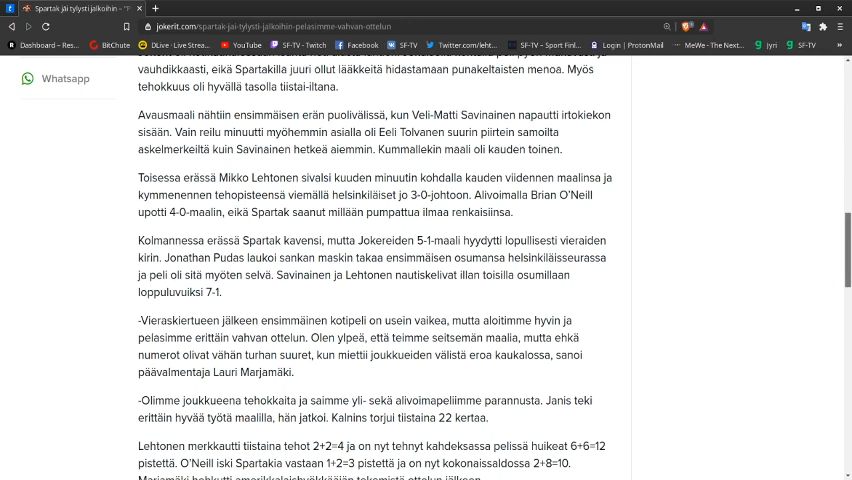 Spartak jäi tylysti jalkoihin – "P
jokerit.com/spartak-jai-tylysti-jalkoihin-pelasimme-vahvan-ottelun
Dashboard – Res... BitChute DLive · Live Strea... YouTube SF-TV - Twitch Facebook SF-TV Twitter.com/leht... SF-TV – Sport Finl... Login | ProtonMail MeWe - The Next... Jyri SF-TV
vauhdikkaasti, eikä Spartakilla juuri ollut lääkkeitä hidastamaan punakeltaisten menoa. Myös
Whatsapp
tehokkuus oli hyvällä tasolla tiistai-iltana.
Avausmaali nähtiin ensimmäisen erän puolivälissä, kun Veli-Matti Savinainen napautti irtokiekon
sisään. Vain reilu minuutti myöhemmin asialla oli Eeli Tolvanen suurin piirtein samoilta
askelmerkeiltä kuin Savinainen hetkeä aiemmin. Kummallekin maali oli kauden toinen.
Toisessa erässä Mikko Lehtonen sivalsi kuuden minuutin kohdalla kauden viidennen maalinsa ja
kymmenennen tehopisteensä viemällä helsinkiläiset jo 3-0-johtoon. Alivoimalla Brian O’Neill
upotti 4-0-maalin, eikä Spartak saanut millään pumpattua ilmaa renkaisiinsa.
Kolmannessa erässä Spartak kavensi, mutta Jokereiden 5-1-maali hyydytti lopullisesti vieraiden
kirin. Jonathan Pudas laukoi sankan maskin takaa ensimmäisen osumansa helsinkiläisseurassa
ja peli oli sitä myöten selvä. Savinainen ja Lehtonen nautiskelivat illan toisilla osumillaan
loppuluvuiksi 7-1.
-Vieraskiertueen jälkeen ensimmäinen kotipeli on usein vaikea, mutta aloitimme hyvin ja
pelasimme erittäin vahvan ottelun. Olen ylpeä, että teimme seitsemän maalia, mutta ehkä
numerot olivat vähän turhan suuret, kun miettii joukkueiden välistä eroa kaukalossa, sanoi
päävalmentaja Lauri Marjamäki.
-Olimme joukkueena tehokkaita ja saimme yli- sekä alivoimapeliimme parannusta. Janis teki
erittäin hyvää työtä maalilla, hän jatkoi. Kalnins torjui tiistaina 22 kertaa.
Lehtonen merkkautti tiistaina tehot 2+2=4 ja on nyt tehnyt kahdeksassa pelissä huikeat 6+6=12
pistettä. O’Neill iski Spartakia vastaan 1+2=3 pistettä ja on nyt kokonaissaldossa 2+8=10.